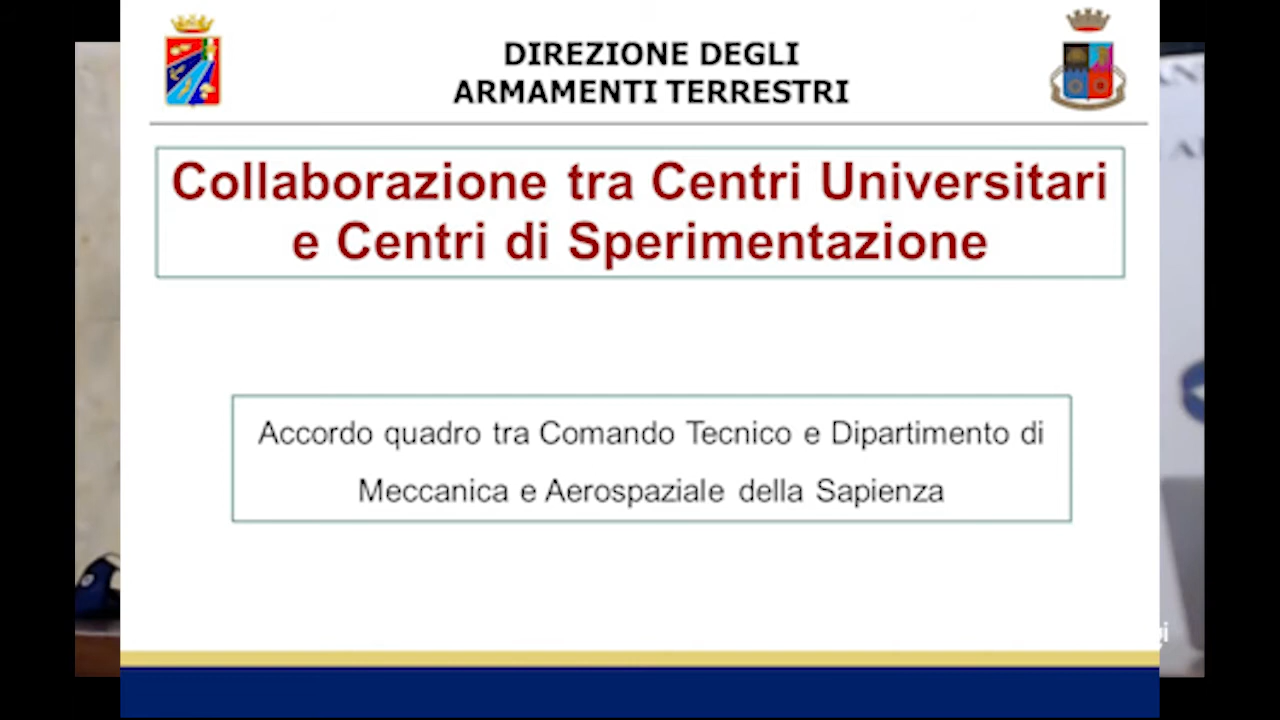 DIREZIONE DEGLI
ARMAMENTI TERRESTRI
Collaborazione tra Centri Universitari
e Centri di Sperimentazione
Accordo quadro tra Comando Tecnico e Dipartimento di
Meccanica e Aerospaziale della Sapienza